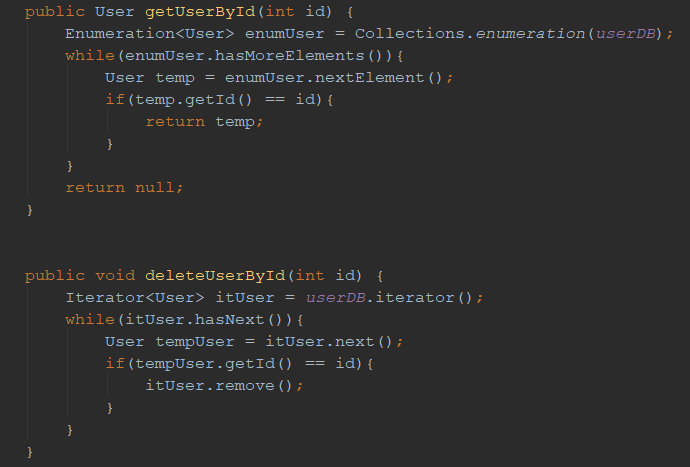 public User getUserById(int id) {
    Enumeration<User> enumUser = Collections.enumeration(userDB);
    while(enumUser.hasMoreElements()){
        User temp = enumUser.nextElement();
        if(temp.getId() == id){
            return temp;
        }
    }
    return null;
}
public void deleteUserById(int id) {
    Iterator<User> itUser = userDB.iterator();
    while(itUser.hasNext()){
        User tempUser = itUser.next();
        if(tempUser.getId() == id){
            itUser.remove();
        }
    }
}